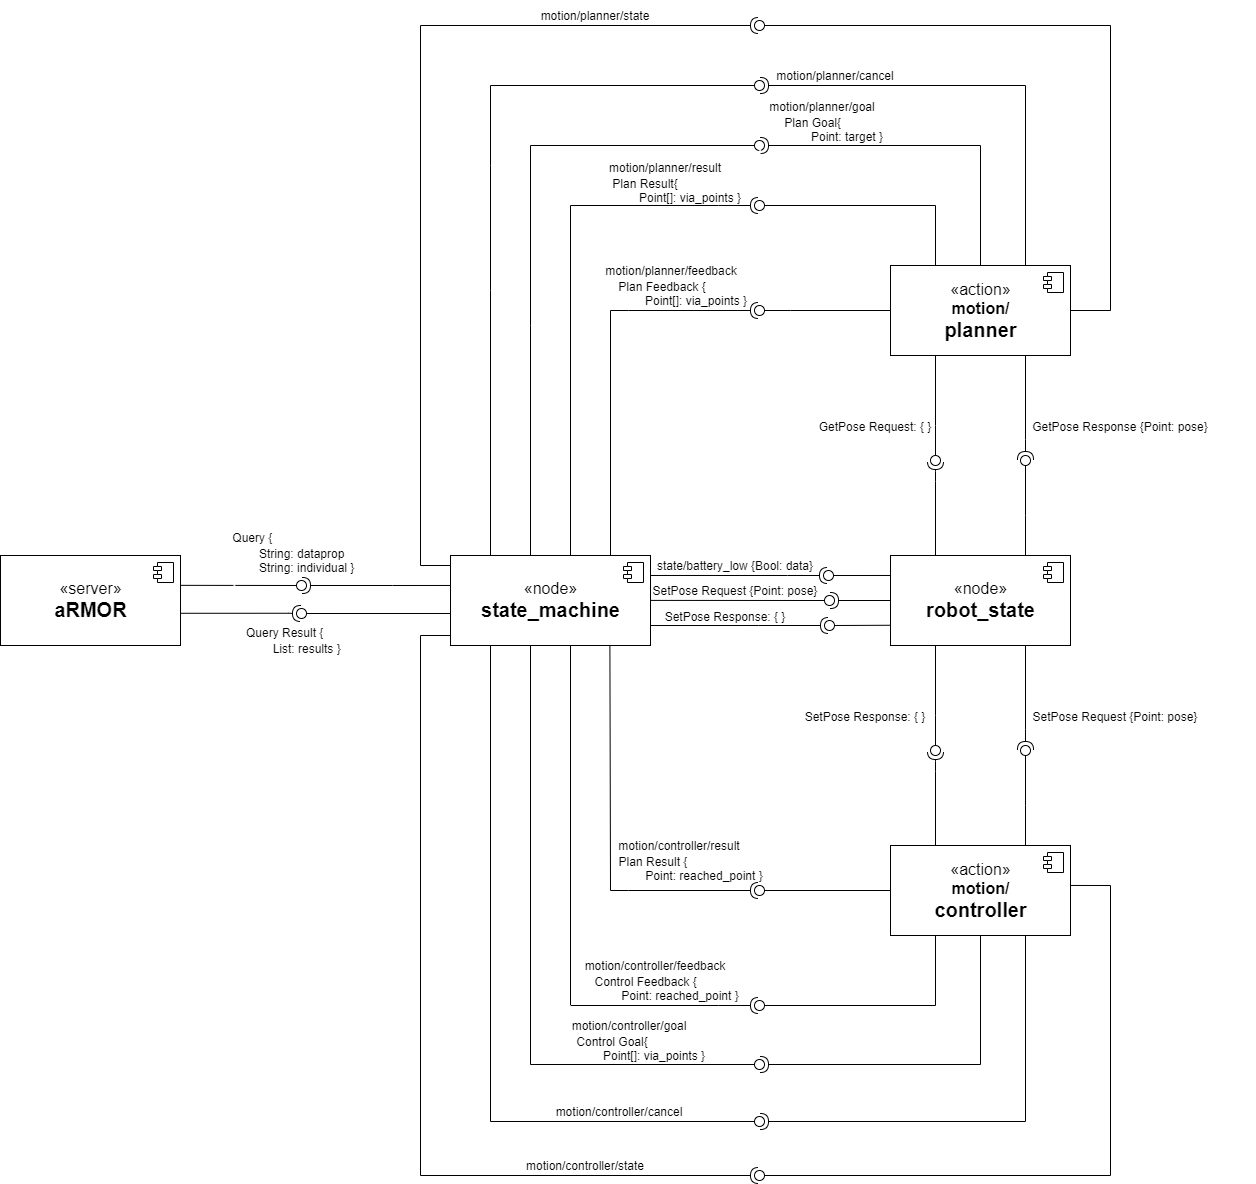 motion/planner/state
motion/planner/cancel
motion/planner/goal
Plan Goal{
Point: target }
motion/planner/result
Plan Result{
Point[]: via_points }
motion/planner/feedback
Plan Feedback {
Point[]: via_points }
«action»
motion/
planner
GetPose Request: { }
GetPose Response {Point: pose}
Query {
String: dataprop
String: individual }
«server»
aRMOR
Query Result {
List: results }
«node»
state_machine
state/battery_low {Bool: data}
SetPose Request {Point: pose}
SetPose Response: { }
«node»
robot_state
SetPose Response: { }
SetPose Request {Point: pose}
motion/controller/result
Plan Result {
Point: reached_point }
«action»
motion/
controller
motion/controller/feedback
Control Feedback {
Point: reached_point }
motion/controller/goal
Control Goal{
Point[]: via_points }
motion/controller/cancel
motion/controller/state